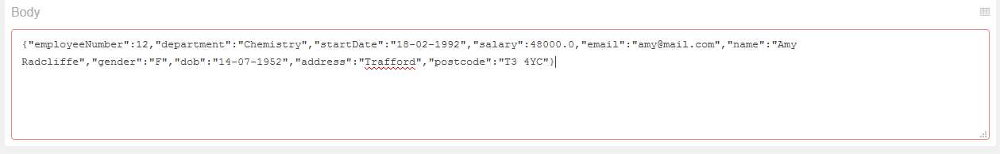 Body
{"employeeNumber":12,"department":"Chemistry","startDate":"18-02-1992","salary":48000.0,"email":"amy@mail.com","name":"Amy
Radcliffe","gender":"F","dob":"14-07-1952","address":"Trafford","postcode":"T3 4YC"}